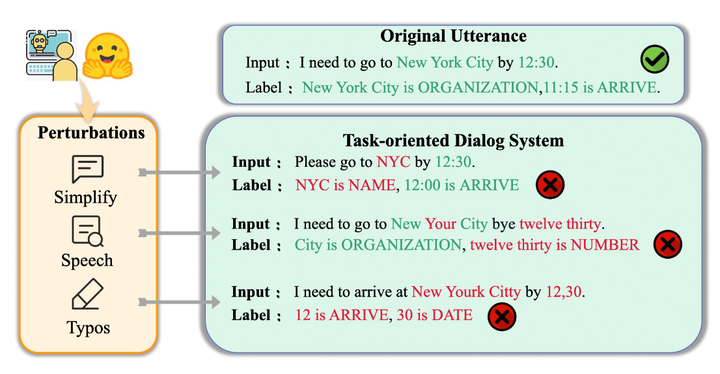 Original Utterance
Input : I need to go to New York City by 12:30.
Label : New York City is ORGANIZATION,11:15 is ARRIVE.
Perturbations
Simplify
Speech
Typos
Task-oriented Dialog System
Input : Please go to NYC by 12:30.
Label : NYC is NAME, 12:00 is ARRIVE
Input : I need to go to New Your City bye twelve thirty.
Label : City is ORGANIZATION, twelve thirty is NUMBER
Input : I need to arrive at New Yourk Citty by 12,30.
Label : 12 is ARRIVE, 30 is DATE